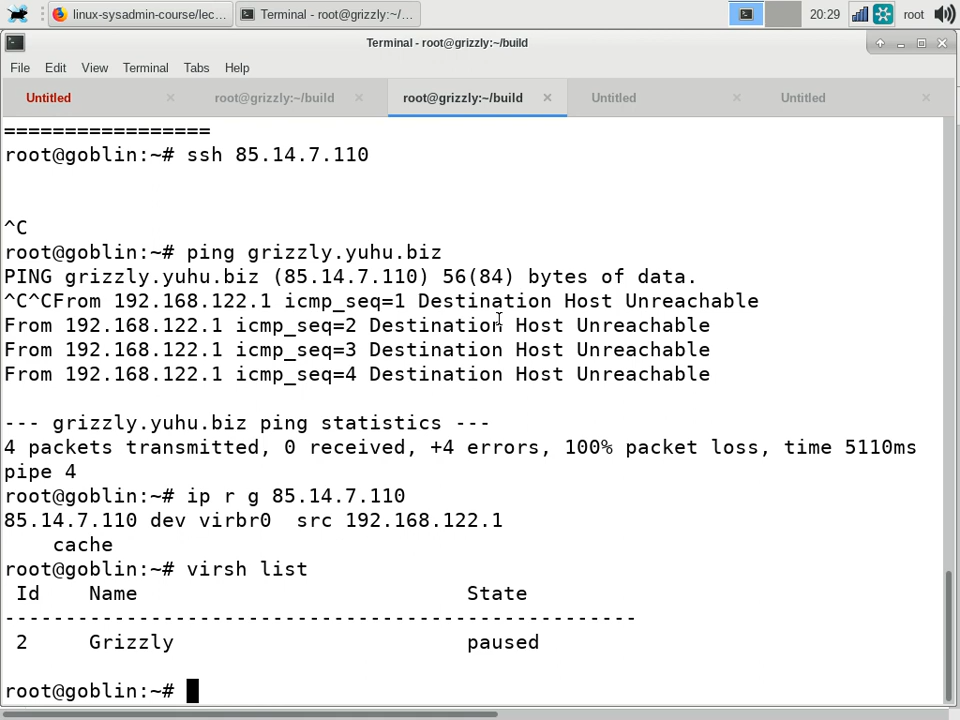 linux-sysadmin-course/lec...
Terminal - root@grizzly:~/...
20:29
root
Terminal - root@grizzly:~/build
File Edit View Terminal Tabs Help
Untitled
root@grizzly:~/build
root@grizzly:~/build
Untitled
Untitled
=================
root@goblin:~# ssh 85.14.7.110
^C
root@goblin:~# ping grizzly.yuhu.biz
PING grizzly.yuhu.biz (85.14.7.110) 56(84) bytes of data.
^C^CFrom 192.168.122.1 icmp_seq=1 Destination Host Unreachable
From 192.168.122.1 icmp_seq=2 Destination Host Unreachable
From 192.168.122.1 icmp_seq=3 Destination Host Unreachable
From 192.168.122.1 icmp_seq=4 Destination Host Unreachable
--- grizzly.yuhu.biz ping statistics ---
4 packets transmitted, 0 received, +4 errors, 100% packet loss, time 5110ms
pipe 4
root@goblin:~# ip r g 85.14.7.110
85.14.7.110 dev virbr0  src 192.168.122.1
    cache
root@goblin:~# virsh list
 Id    Name                           State
----------------------------------------------------
 2     Grizzly                        paused
root@goblin:~#